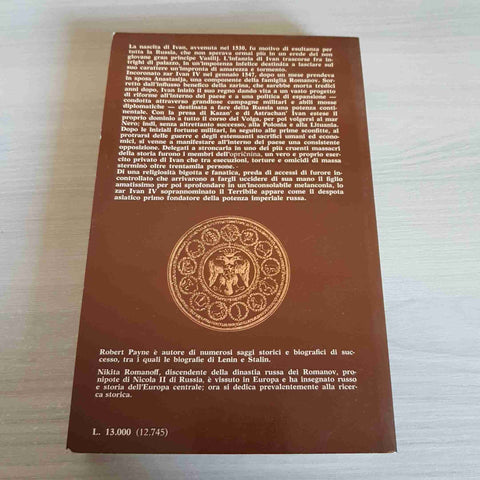 La nascita di Ivan, avvenuta nel 1530, fu motivo di esultanza per
tutta la Russia, che non sperava ormai più in un erede del non
giovane gran principe Vasilij. L'infanzia di Ivan trascorse fra in-
trighi di palazzo, in un'impotenza infelice destinata a lasciare sul
suo carattere un'impronta di amarezza e tormento.
Incoronato zar Ivan IV nel gennaio 1547, dopo un mese prendeva
in sposa Anastasija, una componente della famiglia Romanov. Sor-
retto dall'influsso benefico della zarina, che sarebbe morta tredici
anni dopo, Ivan iniziò il suo regno dando vita a un vasto progetto
di riforme all'interno del paese e a una politica di espansione —
condotta attraverso grandiose campagne militari e abili mosse
diplomatiche — destinata a fare della Russia una potenza conti-
nentale. Con la presa di Kazan' e di Astrachan' Ivan estese il
proprio dominio a tutto il corso del Volga, per poi volgersi al mar
Nero; indi, senza altrettanto successo, alla Polonia e alla Lituania.
Dopo le iniziali fortune militari, in seguito alle prime sconfitte, al
protrarsi delle guerre e degli estenuanti sacrifici umani ed econo-
mici, si venne a manifestare all'interno del paese una consistente
opposizione. Delegati a stroncarla in uno dei più cruenti massacri
della storia furono i membri dell'opričnina, un vero e proprio eser-
cito privato di Ivan che tra esecuzioni, torture e omicidi di massa
sterminò oltre trentamila persone.
Di una religiosità bigotta e fanatica, preda di accessi di furore in-
controllato che arrivarono a fargli uccidere di sua mano il figlio
amatissimo per poi sprofondare in un'inconsolabile melanconia, lo
zar Ivan IV soprannominato il Terribile appare come il despota
asiatico primo fondatore della potenza imperiale russa.
Robert Payne è autore di numerosi saggi storici e biografici di suc-
cesso, tra i quali le biografie di Lenin e Stalin.
Nikita Romanoff, discendente della dinastia russa dei Romanov, pro-
nipote di Nicola II di Russia, è vissuto in Europa e ha insegnato russo
e storia dell'Europa centrale; ora si dedica prevalentemente alla ricer-
ca storica.
L. 13.000 (12.745)